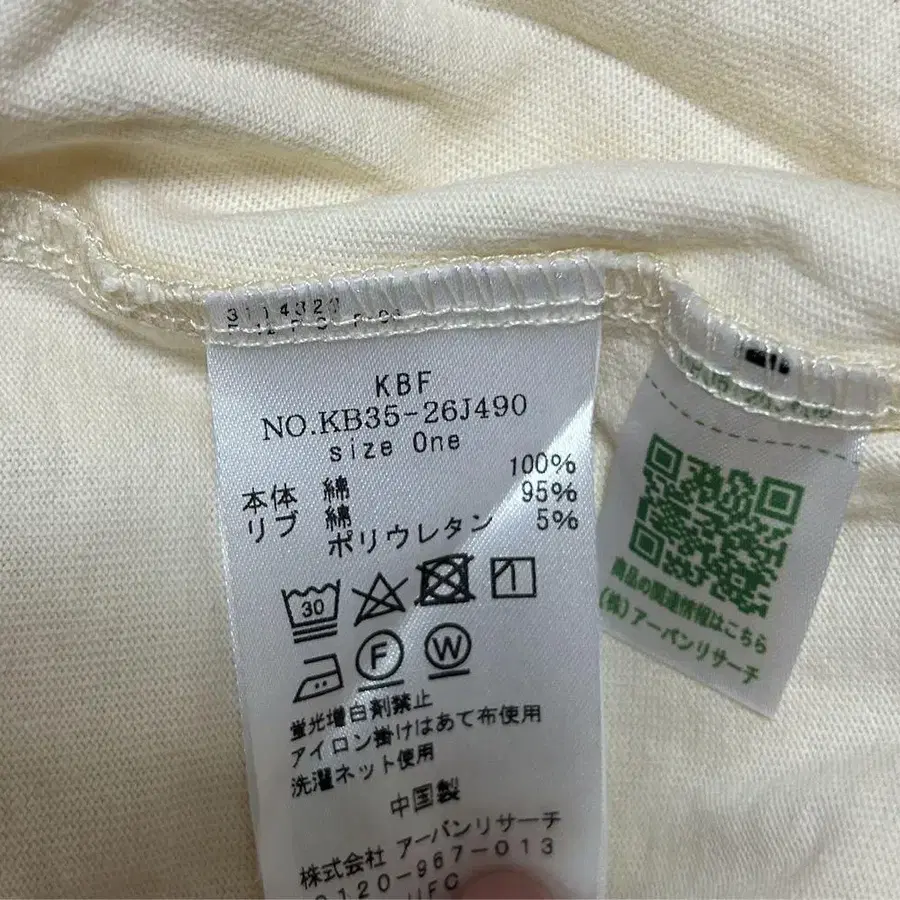 3114329
KBF
NO.KB35-26J490
size One
本体 綿 100%
リブ 綿 95%
ポリウレタン 5%
30
F
W
蛍光増白剤禁止
アイロン掛けはあて布使用
洗濯ネット使用
中国製
株式会社 アーバンリサーチ
0120-967-013
UFC
商品の関連情報はこちら
(株)アーバンリサーチ